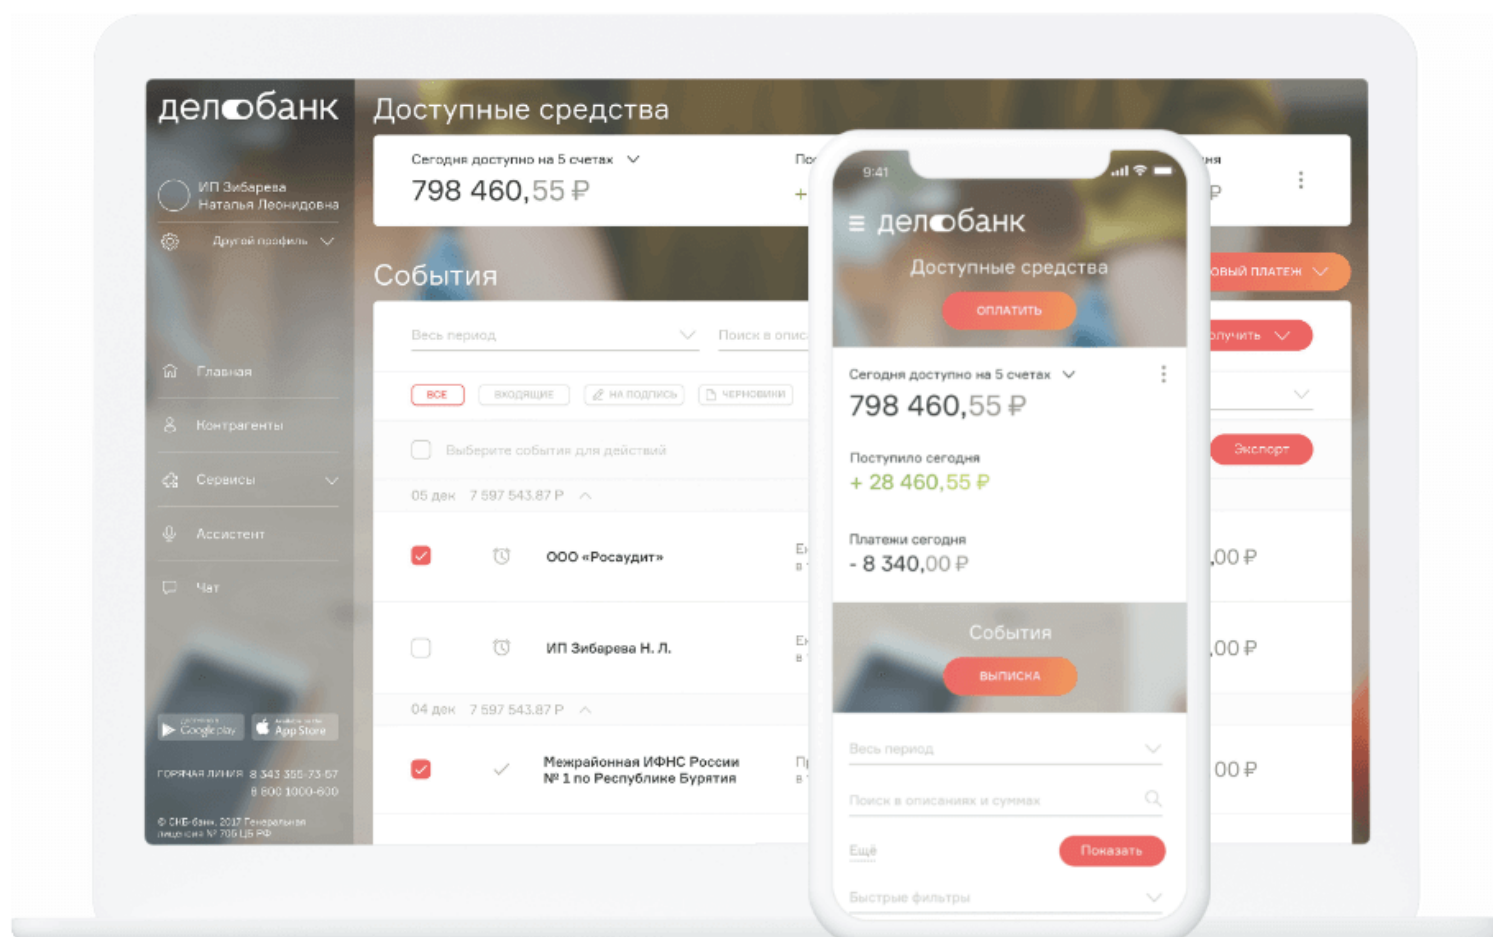 делобанк
ИП Зибарева
Наталья Леонидовна
Другой профиль
Главная
Контрагенты
Сервисы
Ассистент
Чат
Google play
App Store
ГОРЯЧАЯ ЛИНИЯ 8 343 355-73-67
8 800 1000-600
© СКБ-банк, 2017 Генеральная
лицензия № 705 ЦБ РФ
Доступные средства
Сегодня доступно на 5 счетах
798 460,55 ₽
По
+
ня
₽
События
овый платеж
Весь период
Поиск в опис
олучить
ВСЕ
ВХОДЯЩИЕ
НА ПОДПИСЬ
ЧЕРНОВИКИ
Выберите события для действий
Экспорт
05 дек 7 597 543.87 Р
ООО «Росаудит»
,00 ₽
ИП Зибарева Н. Л.
,00 ₽
04 дек 7 597 543.87 Р
Межрайонная ИФНС России
№ 1 по Республике Бурятия
00 ₽
9:41
делобанк
Доступные средства
ОПЛАТИТЬ
Сегодня доступно на 5 счетах
798 460,55 ₽
Поступило сегодня
+ 28 460,55 ₽
Платежи сегодня
- 8 340,00 ₽
События
ВЫПИСКА
Весь период
Поиск в описаниях и суммах
Ещё
Показать
Быстрые фильтры